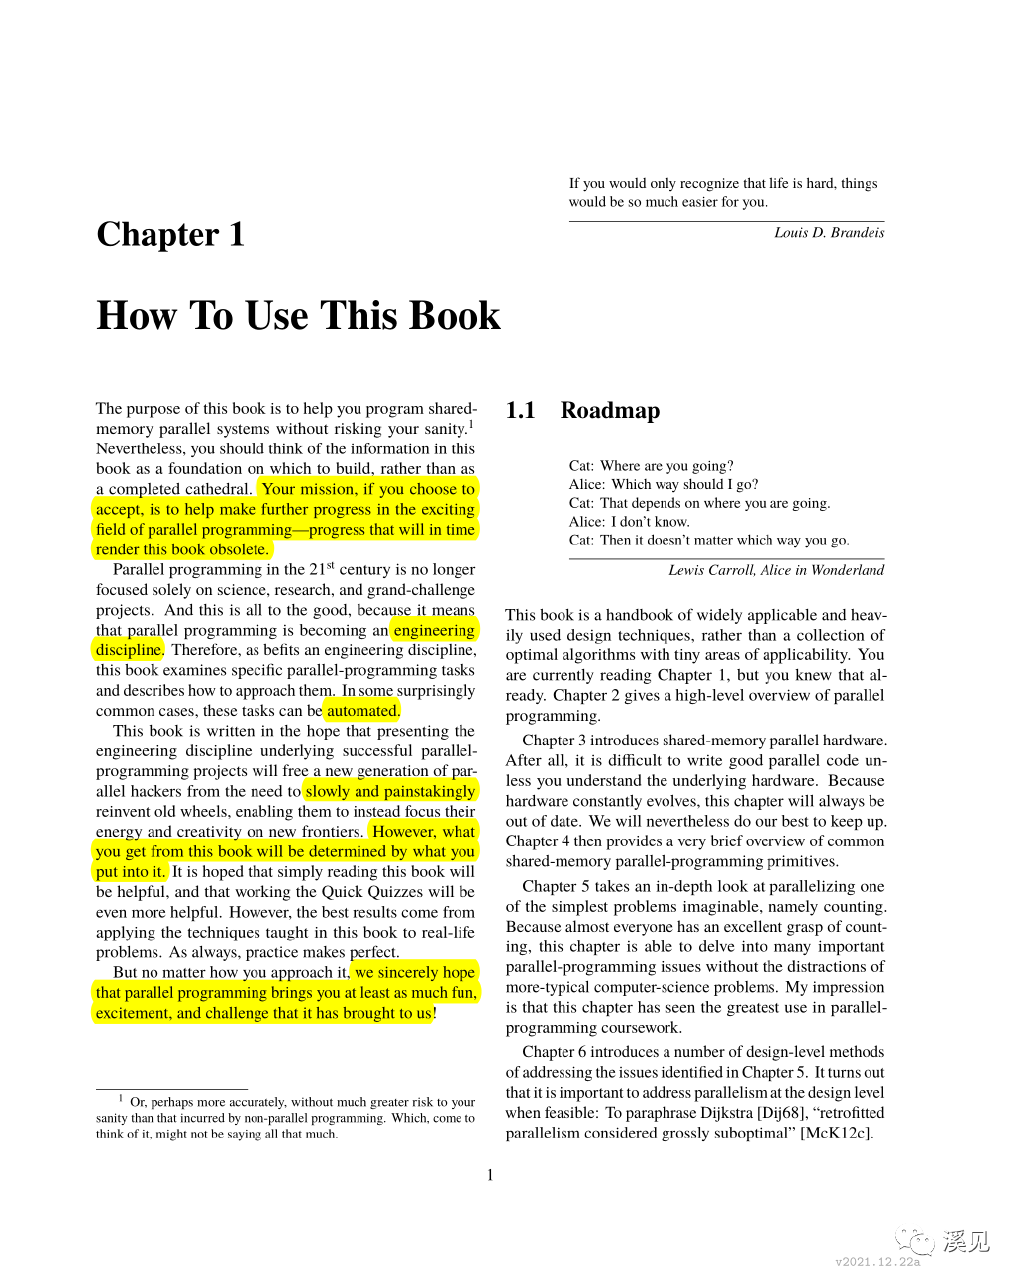 If you would only recognize that life is hard, things
would be so much easier for you.
Louis D. Brandeis
Chapter 1
How To Use This Book
The purpose of this book is to help you program shared-
memory parallel systems without risking your sanity.1
Nevertheless, you should think of the information in this
book as a foundation on which to build, rather than as
a completed cathedral. Your mission, if you choose to
accept, is to help make further progress in the exciting
field of parallel programming—progress that will in time
render this book obsolete.
Parallel programming in the 21st century is no longer
focused solely on science, research, and grand-challenge
projects. And this is all to the good, because it means
that parallel programming is becoming an engineering
discipline. Therefore, as befits an engineering discipline,
this book examines specific parallel-programming tasks
and describes how to approach them. In some surprisingly
common cases, these tasks can be automated.
This book is written in the hope that presenting the
engineering discipline underlying successful parallel-
programming projects will free a new generation of par-
allel hackers from the need to slowly and painstakingly
reinvent old wheels, enabling them to instead focus their
energy and creativity on new frontiers. However, what
you get from this book will be determined by what you
put into it. It is hoped that simply reading this book will
be helpful, and that working the Quick Quizzes will be
even more helpful. However, the best results come from
applying the techniques taught in this book to real-life
problems. As always, practice makes perfect.
But no matter how you approach it, we sincerely hope
that parallel programming brings you at least as much fun,
excitement, and challenge that it has brought to us!
1 Or, perhaps more accurately, without much greater risk to your
sanity than that incurred by non-parallel programming. Which, come to
think of it, might not be saying all that much.
1.1 Roadmap
Cat: Where are you going?
Alice: Which way should I go?
Cat: That depends on where you are going.
Alice: I don't know.
Cat: Then it doesn't matter which way you go.
Lewis Carroll, Alice in Wonderland
This book is a handbook of widely applicable and heav-
ily used design techniques, rather than a collection of
optimal algorithms with tiny areas of applicability. You
are currently reading Chapter 1, but you knew that al-
ready. Chapter 2 gives a high-level overview of parallel
programming.
Chapter 3 introduces shared-memory parallel hardware.
After all, it is difficult to write good parallel code un-
less you understand the underlying hardware. Because
hardware constantly evolves, this chapter will always be
out of date. We will nevertheless do our best to keep up.
Chapter 4 then provides a very brief overview of common
shared-memory parallel-programming primitives.
Chapter 5 takes an in-depth look at parallelizing one
of the simplest problems imaginable, namely counting.
Because almost everyone has an excellent grasp of count-
ing, this chapter is able to delve into many important
parallel-programming issues without the distractions of
more-typical computer-science problems. My impression
is that this chapter has seen the greatest use in parallel-
programming coursework.
Chapter 6 introduces a number of design-level methods
of addressing the issues identified in Chapter 5. It turns out
that it is important to address parallelism at the design level
when feasible: To paraphrase Dijkstra [Dij68], “retrofitted
parallelism considered grossly suboptimal” [McK12c].
1
溪见
v2021.12.22a